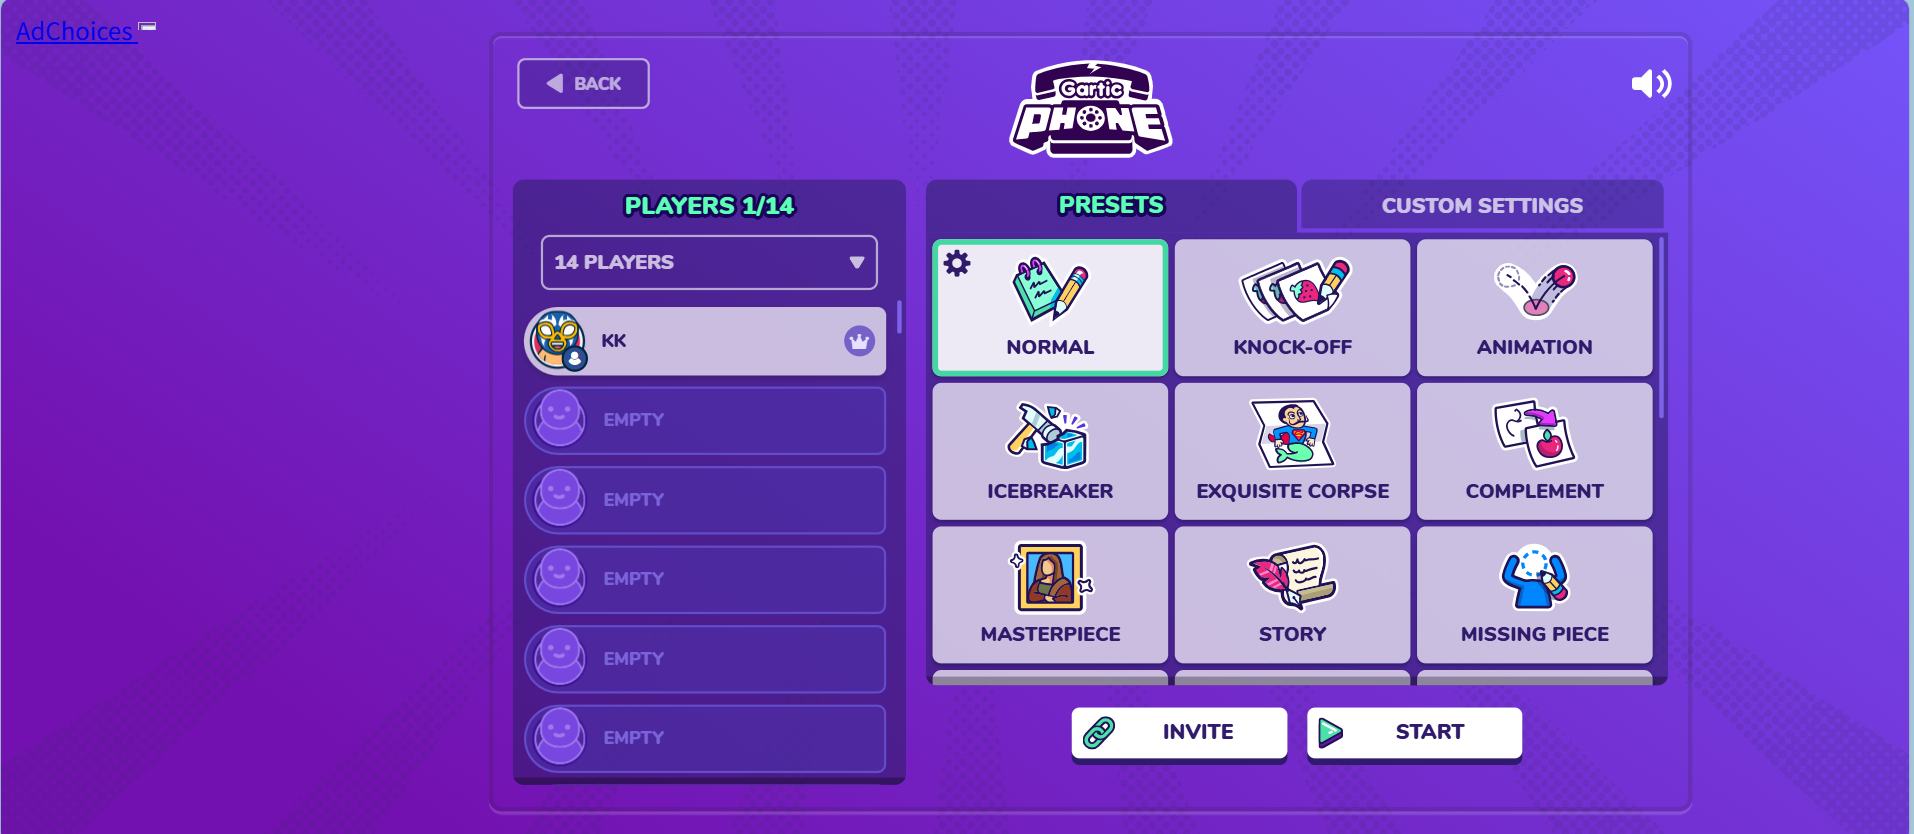 AdChoices
BACK
Gartic
PHONE
PLAYERS 1/14
14 PLAYERS
KK
EMPTY
EMPTY
EMPTY
EMPTY
EMPTY
PRESETS
CUSTOM SETTINGS
NORMAL
KNOCK-OFF
ANIMATION
ICEBREAKER
EXQUISITE CORPSE
COMPLEMENT
MASTERPIECE
STORY
MISSING PIECE
INVITE
START